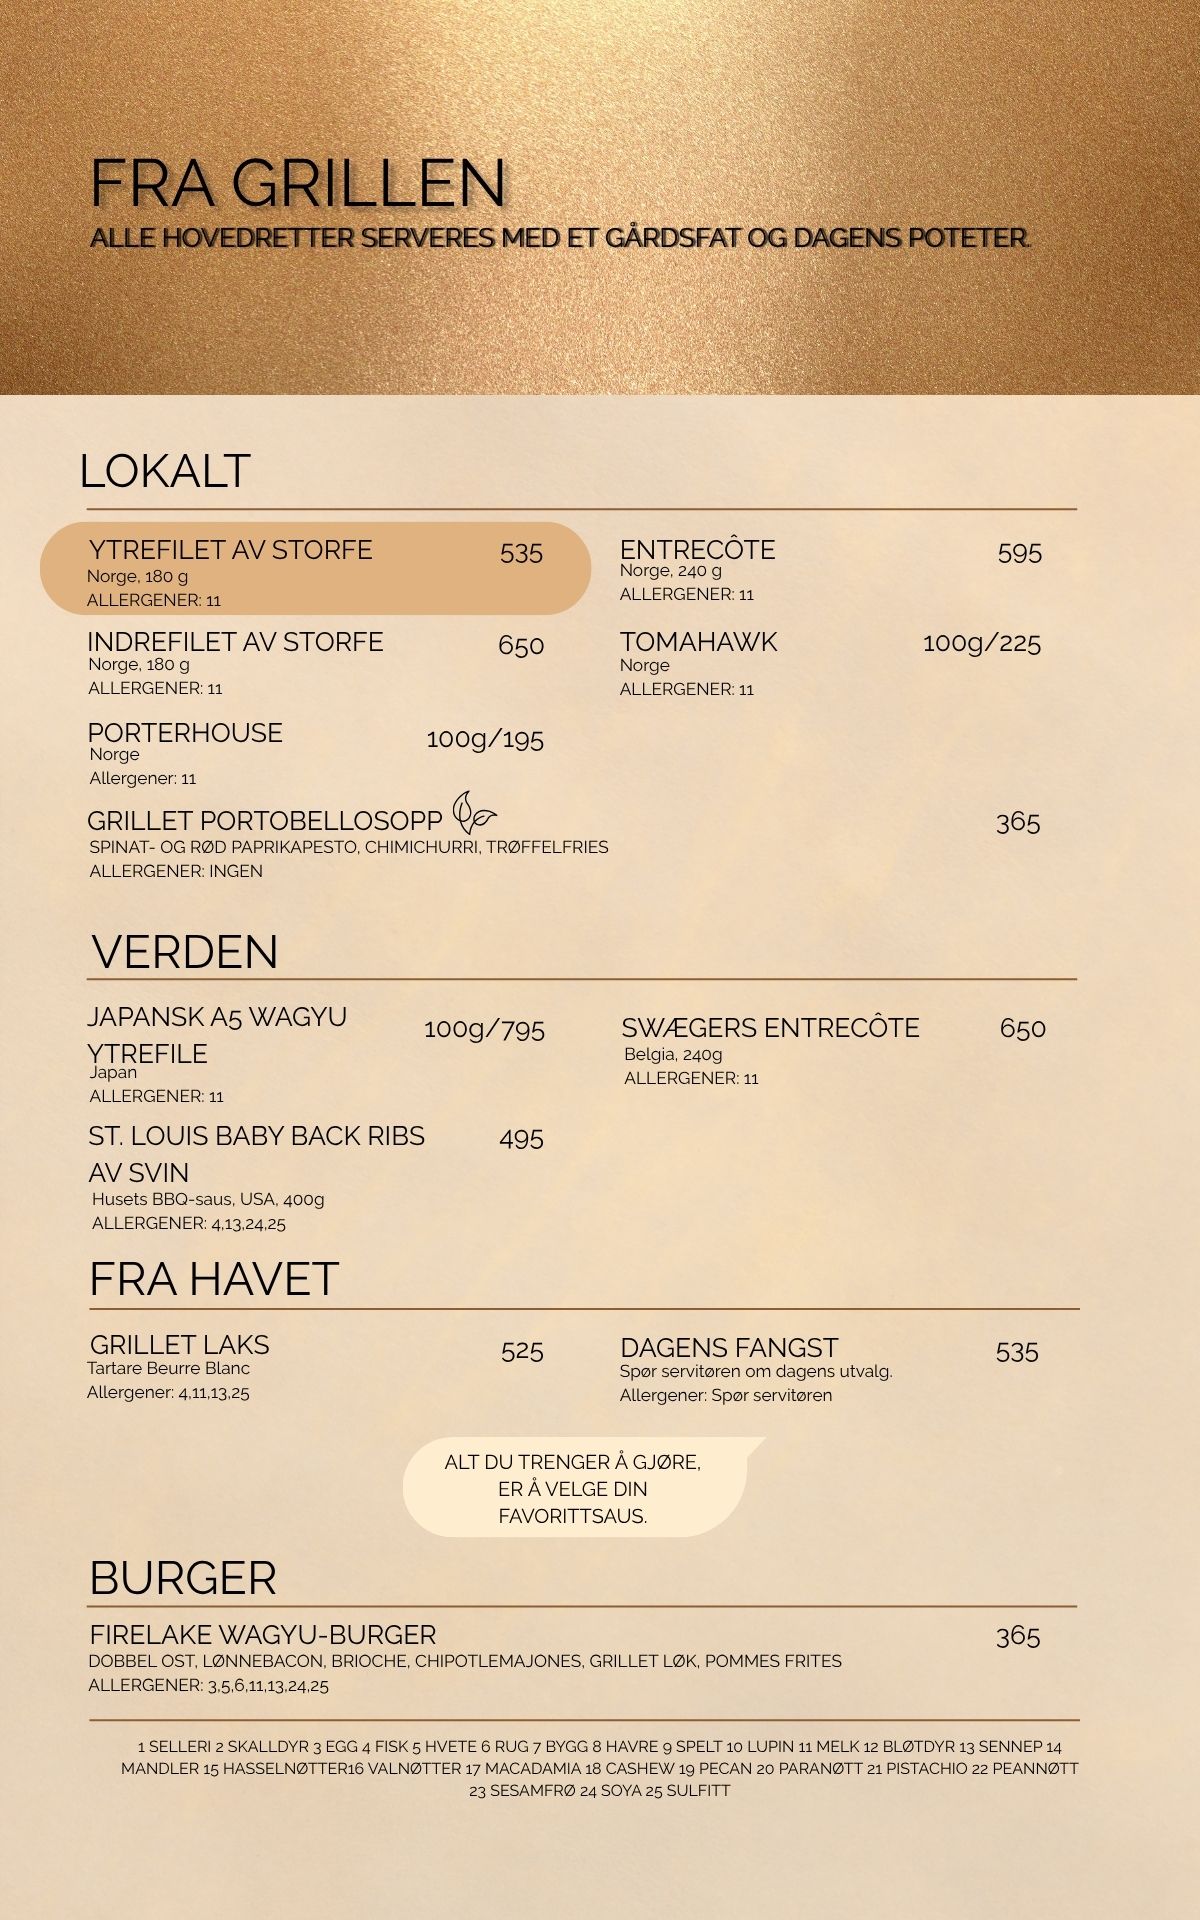 FRA GRILLEN
ALLE HOVEDRETTER SERVERES MED ET GÅRDSFAT OG DAGENS POTETER.
LOKALT
YTREFILET AV STORFE 535
Norge, 180 g
ALLERGENER: 11
ENTRECÔTE 595
Norge, 240 g
ALLERGENER: 11
INDREFILET AV STORFE 650
Norge, 180 g
ALLERGENER: 11
TOMAHAWK 100g/225
Norge
ALLERGENER: 11
PORTERHOUSE 100g/195
Norge
Allergener: 11
GRILLET PORTOBELLOSOPP 365
SPINAT- OG RØD PAPRIKAPESTO, CHIMICHURRI, TRØFFELFRIES
ALLERGENER: INGEN
VERDEN
JAPANSK A5 WAGYU 100g/795
YTREFILE
Japan
ALLERGENER: 11
SWÆGERS ENTRECÔTE 650
Belgia, 240g
ALLERGENER: 11
ST. LOUIS BABY BACK RIBS 495
AV SVIN
Husets BBQ-saus, USA, 400g
ALLERGENER: 4,13,24,25
FRA HAVET
GRILLET LAKS 525
Tartare Beurre Blanc
Allergener: 4,11,13,25
DAGENS FANGST 535
Spør servitøren om dagens utvalg.
Allergener: Spør servitøren
ALT DU TRENGER Å GJØRE,
ER Å VELGE DIN
FAVORITTSAUS.
BURGER
FIRELAKE WAGYU-BURGER 365
DOBBEL OST, LØNNEBACON, BRIOCHE, CHIPOTLEMAJONES, GRILLET LØK, POMMES FRITES
ALLERGENER: 3,5,6,11,13,24,25
1 SELLERI 2 SKALLDYR 3 EGG 4 FISK 5 HVETE 6 RUG 7 BYGG 8 HAVRE 9 SPELT 10 LUPIN 11 MELK 12 BLØTDYR 13 SENNEP 14
MANDLER 15 HASSELNØTTER16 VALNØTTER 17 MACADAMIA 18 CASHEW 19 PECAN 20 PARANØTT 21 PISTACHIO 22 PEANNØTT
23 SESAMFRØ 24 SOYA 25 SULFITT